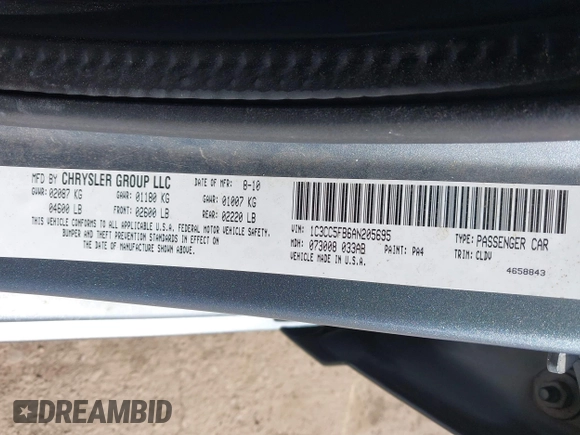 MFD BY CHRYSLER GROUP LLC DATE OF MFR: 8-10
GVWR: 02087 KG GAWR: 01180 KG GAWR: 01007 KG
04600 LB FRONT: 02600 LB REAR: 02220 LB
THIS VEHICLE CONFORMS TO ALL APPLICABLE U.S.A. FEDERAL MOTOR VEHICLE SAFETY,
BUMPER AND THEFT PREVENTION STANDARDS IN EFFECT
ON THE DATE OF MANUFACTURE SHOWN ABOVE.
VIN: 1C3CC5FB6AN205695 TYPE: PASSENGER CAR
MDH: 073008 033AB PAINT: PA4 TRIM: CLDV
VEHICLE MADE IN U.S.A.
4658843
DREAMBID